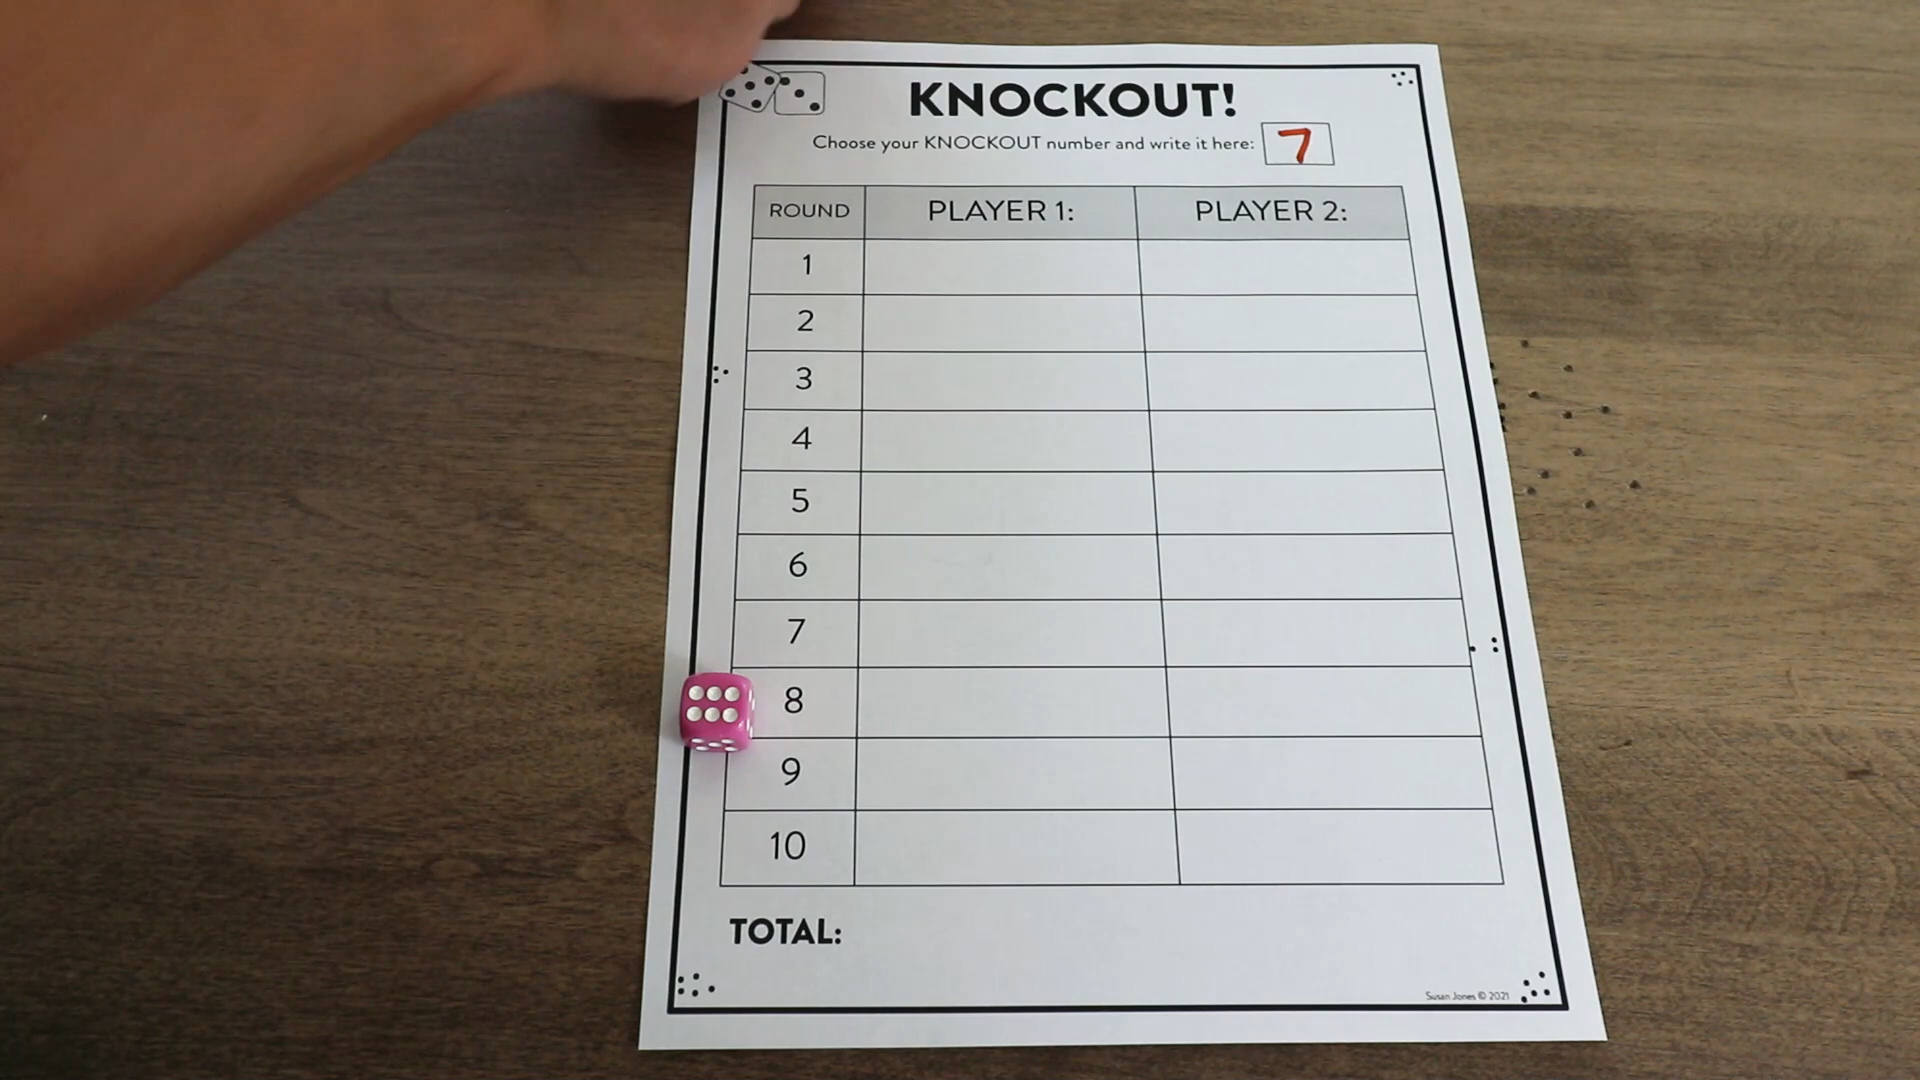 KNOCKOUT!
Choose your KNOCKOUT number and write it here: 7
ROUND PLAYER 1: PLAYER 2:
1
2
3
4
5
6
7
8
9
10
TOTAL:
Susan Jones © 2021